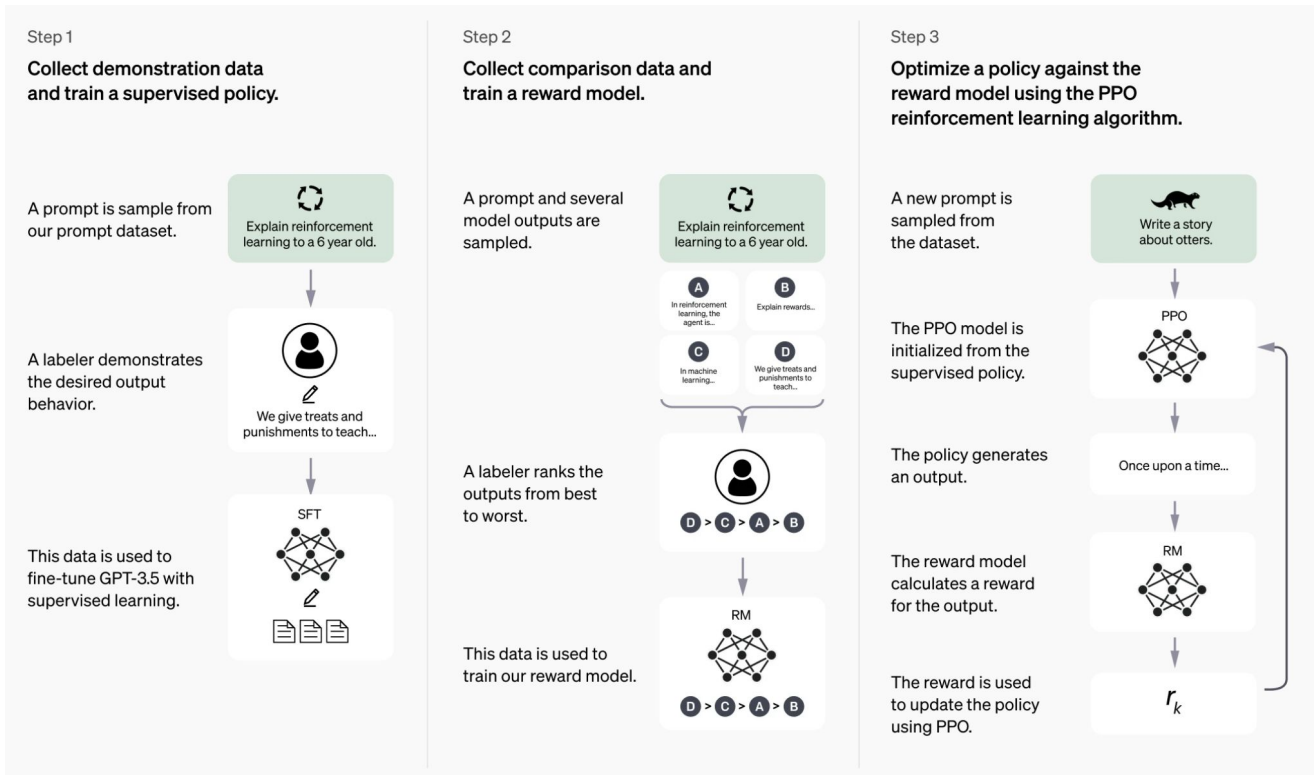 Step 1
Collect demonstration data
and train a supervised policy.
A prompt is sample from
our prompt dataset.
Explain reinforcement
learning to a 6 year old.
A labeler demonstrates
the desired output
behavior.
We give treats and
punishments to teach...
This data is used to
fine-tune GPT-3.5 with
supervised learning.
SFT
Step 2
Collect comparison data and
train a reward model.
A prompt and several
model outputs are
sampled.
Explain reinforcement
learning to a 6 year old.
A
In reinforcement
learning, the
agent is...
B
Explain rewards...
C
In machine
learning...
D
We give treats and
punishments to
teach...
A labeler ranks the
outputs from best
to worst.
D > C > A > B
This data is used to
train our reward model.
RM
D > C > A > B
Step 3
Optimize a policy against the
reward model using the PPO
reinforcement learning algorithm.
A new prompt is
sampled from
the dataset.
Write a story
about otters.
The PPO model is
initialized from the
supervised policy.
PPO
The policy generates
an output.
Once upon a time...
The reward model
calculates a reward
for the output.
RM
The reward is used
to update the policy
using PPO.
rk